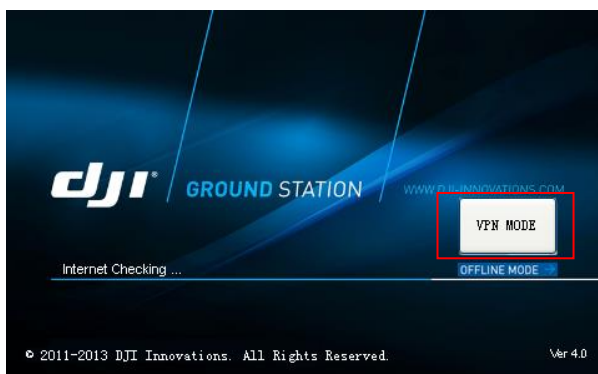 dji GROUND STATION
WWW.DJI-INNOVATIONS.COM
VPN MODE
Internet Checking ...
OFFLINE MODE
© 2011-2013 DJI Innovations. All Rights Reserved.
Ver 4.0